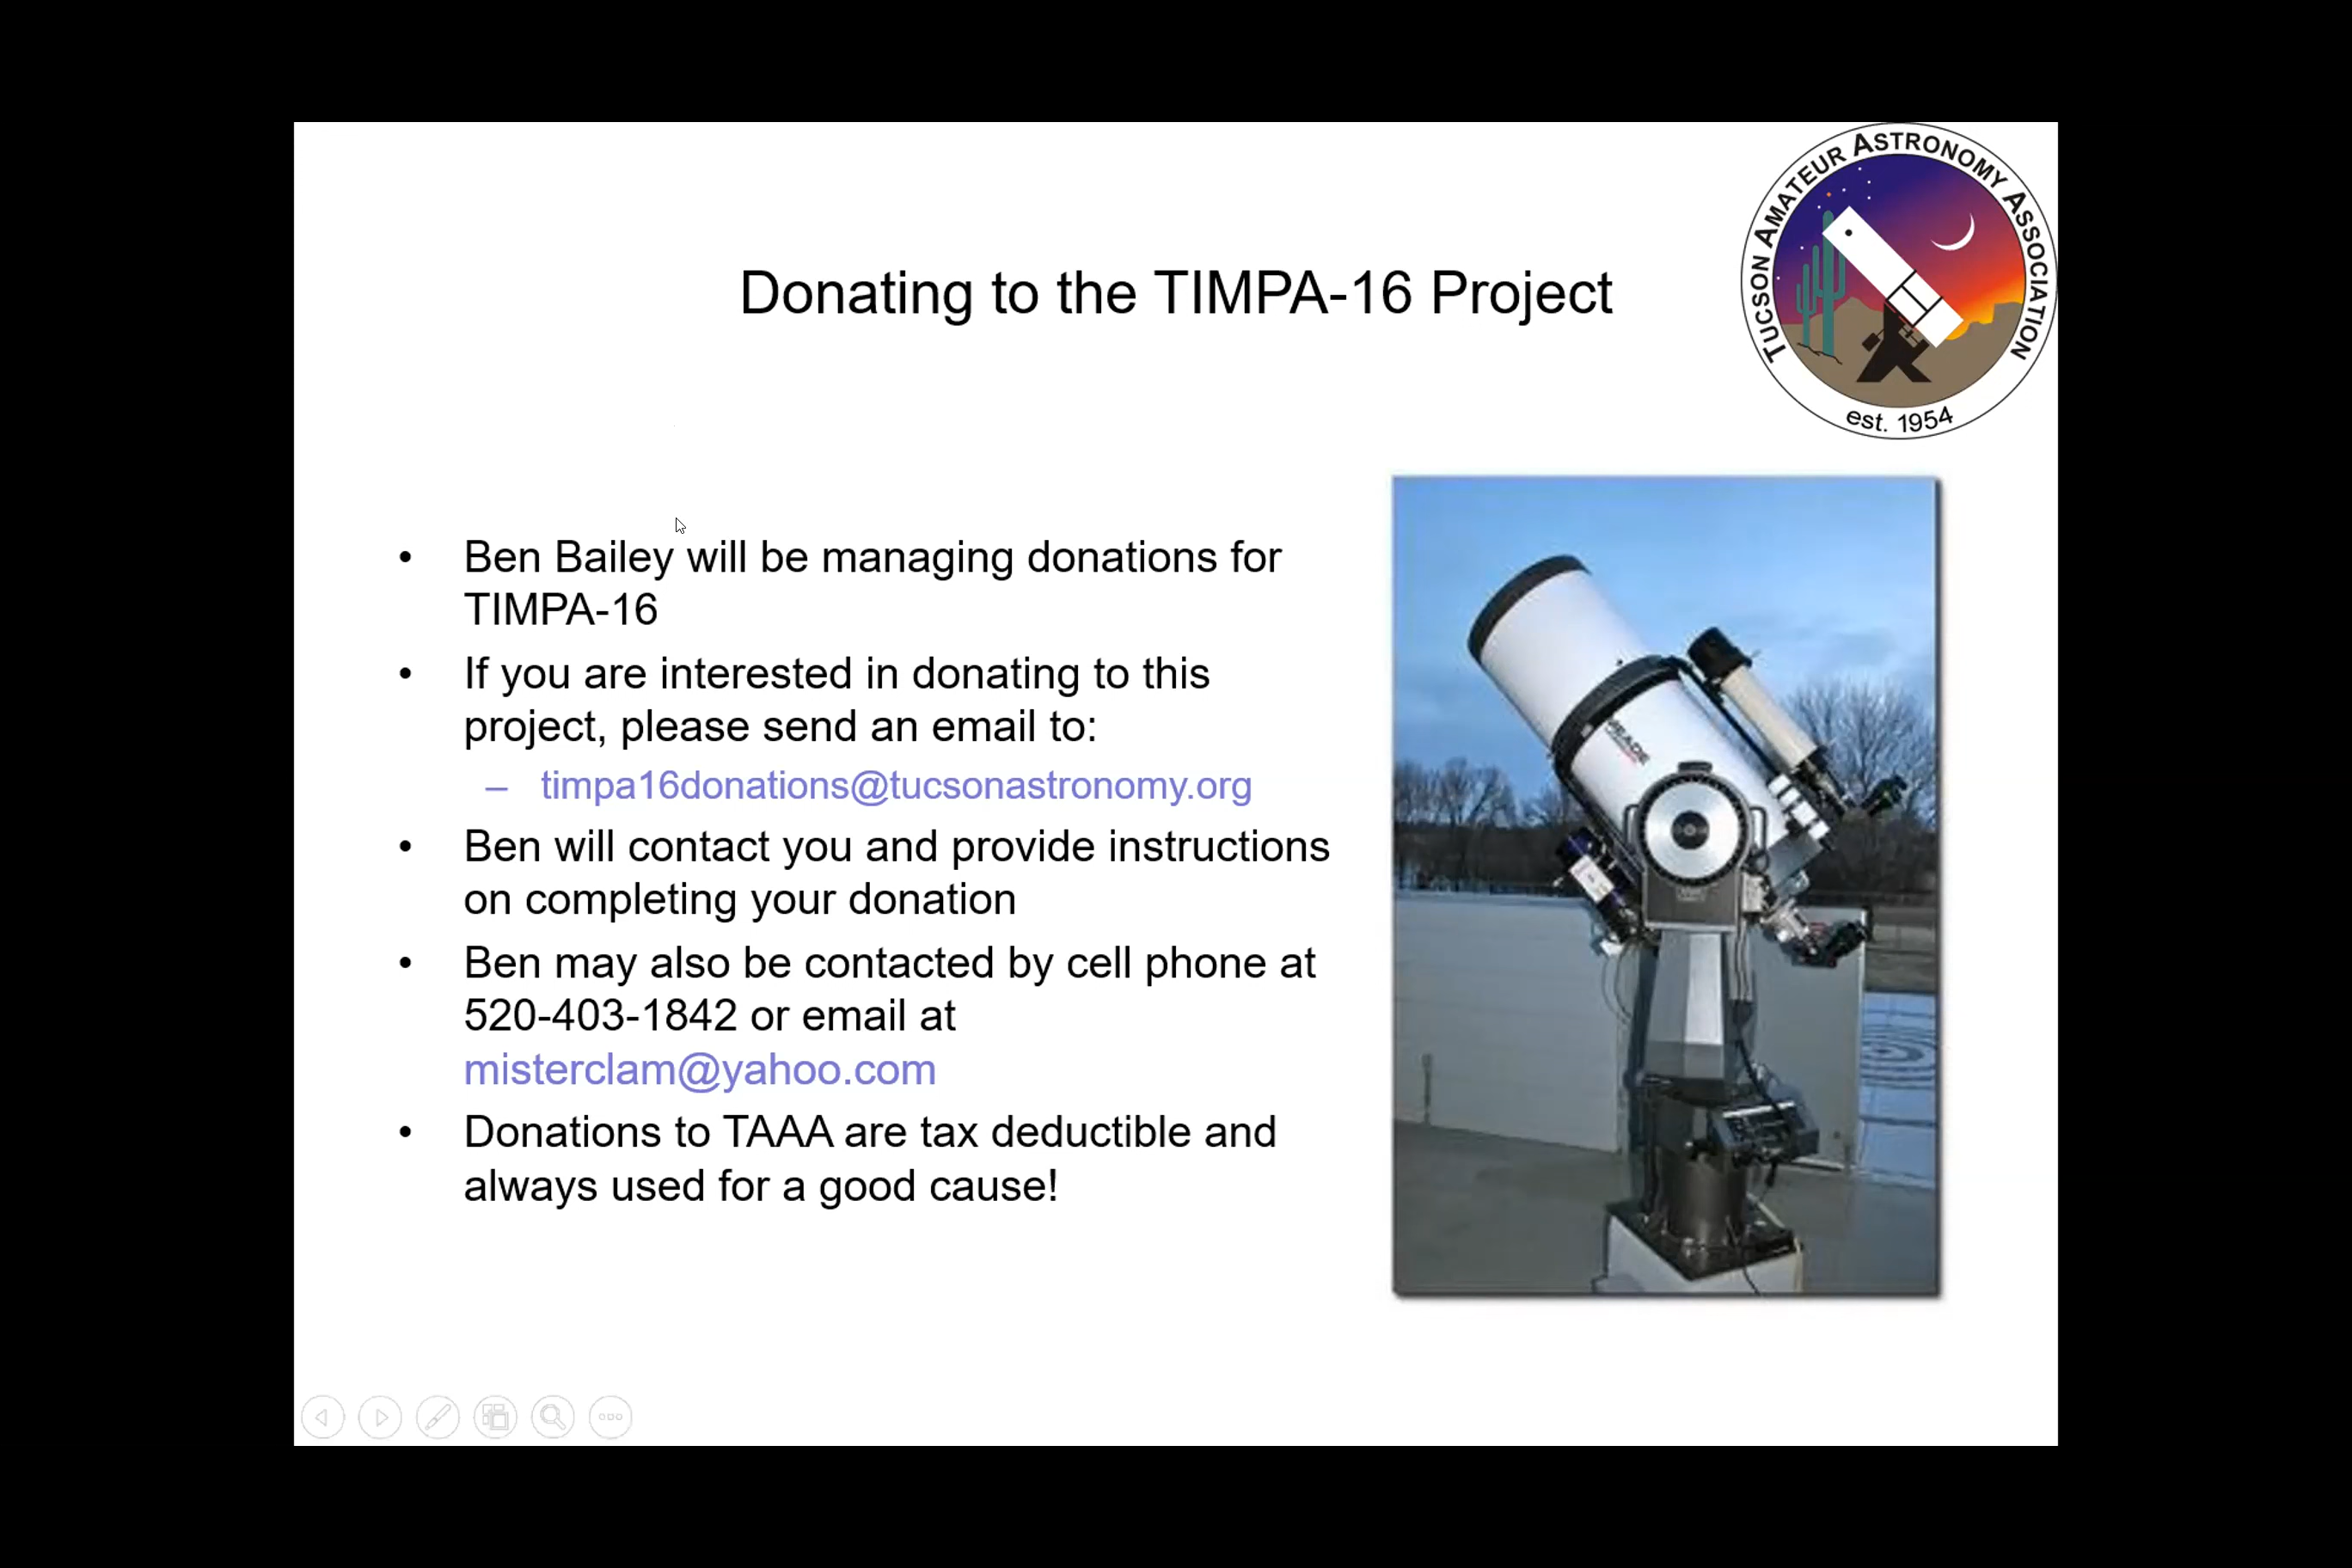 TUCSON AMATEUR ASTRONOMY ASSOCIATION
est. 1954
Donating to the TIMPA-16 Project
• Ben Bailey will be managing donations for
TIMPA-16
• If you are interested in donating to this
project, please send an email to:
– timpa16donations@tucsonastronomy.org
• Ben will contact you and provide instructions
on completing your donation
• Ben may also be contacted by cell phone at
520-403-1842 or email at
misterclam@yahoo.com
• Donations to TAAA are tax deductible and
always used for a good cause!
MEADE